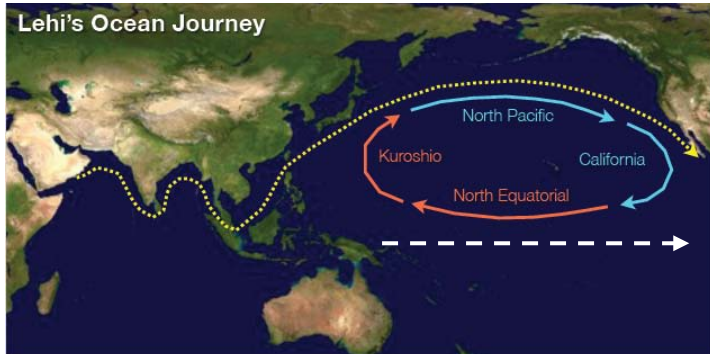 Lehi's Ocean Journey
North Pacific
Kuroshio
California
North Equatorial